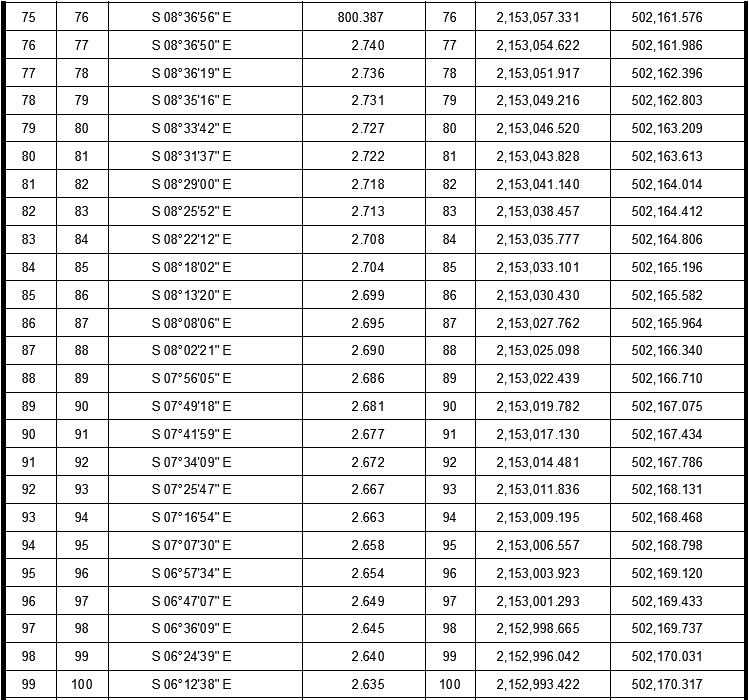 75 76 S 08°36'56" E 800.387 76 2,153,057.331 502,161.576
76 77 S 08°36'50" E 2.740 77 2,153,054.622 502,161.986
77 78 S 08°36'19" E 2.736 78 2,153,051.917 502,162.396
78 79 S 08°35'16" E 2.731 79 2,153,049.216 502,162.803
79 80 S 08°33'42" E 2.727 80 2,153,046.520 502,163.209
80 81 S 08°31'37" E 2.722 81 2,153,043.828 502,163.613
81 82 S 08°29'00" E 2.718 82 2,153,041.140 502,164.014
82 83 S 08°25'52" E 2.713 83 2,153,038.457 502,164.412
83 84 S 08°22'12" E 2.708 84 2,153,035.777 502,164.806
84 85 S 08°18'02" E 2.704 85 2,153,033.101 502,165.196
85 86 S 08°13'20" E 2.699 86 2,153,030.430 502,165.582
86 87 S 08°08'06" E 2.695 87 2,153,027.762 502,165.964
87 88 S 08°02'21" E 2.690 88 2,153,025.098 502,166.340
88 89 S 07°56'05" E 2.686 89 2,153,022.439 502,166.710
89 90 S 07°49'18" E 2.681 90 2,153,019.782 502,167.075
90 91 S 07°41'59" E 2.677 91 2,153,017.130 502,167.434
91 92 S 07°34'09" E 2.672 92 2,153,014.481 502,167.786
92 93 S 07°25'47" E 2.667 93 2,153,011.836 502,168.131
93 94 S 07°16'54" E 2.663 94 2,153,009.195 502,168.468
94 95 S 07°07'30" E 2.658 95 2,153,006.557 502,168.798
95 96 S 06°57'34" E 2.654 96 2,153,003.923 502,169.120
96 97 S 06°47'07" E 2.649 97 2,153,001.293 502,169.433
97 98 S 06°36'09" E 2.645 98 2,152,998.665 502,169.737
98 99 S 06°24'39" E 2.640 99 2,152,996.042 502,170.031
99 100 S 06°12'38" E 2.635 100 2,152,993.422 502,170.317